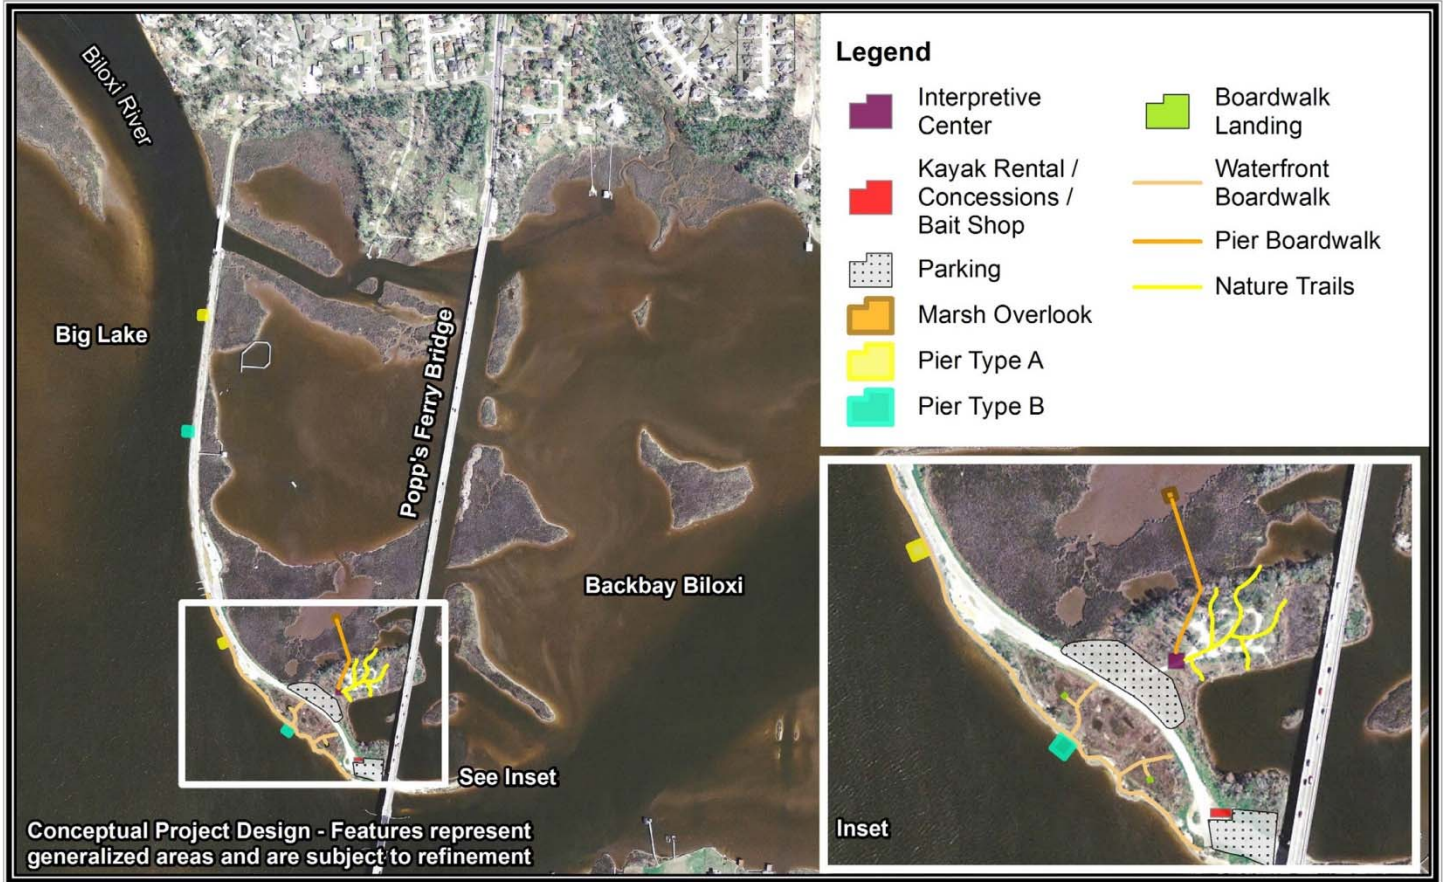 Biloxi River
Big Lake
Popp's Ferry Bridge
Backbay Biloxi
See Inset
Conceptual Project Design - Features represent
generalized areas and are subject to refinement
Legend
Interpretive
Center
Kayak Rental /
Concessions /
Bait Shop
Parking
Marsh Overlook
Pier Type A
Pier Type B
Boardwalk
Landing
Waterfront
Boardwalk
Pier Boardwalk
Nature Trails
Inset